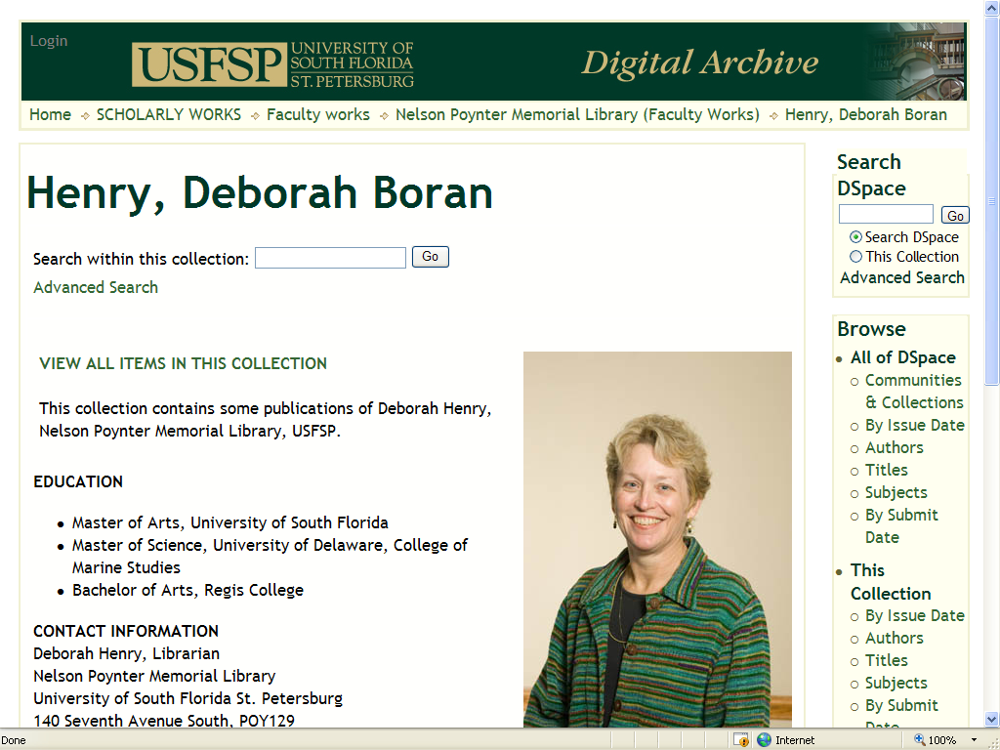 Login
USFSP UNIVERSITY OF
SOUTH FLORIDA
ST. PETERSBURG
Digital Archive
Home SCHOLARLY WORKS Faculty works Nelson Poynter Memorial Library (Faculty Works) Henry, Deborah Boran
Henry, Deborah Boran
Search within this collection: Go
Advanced Search
VIEW ALL ITEMS IN THIS COLLECTION
This collection contains some publications of Deborah Henry,
Nelson Poynter Memorial Library, USFSP.
EDUCATION
Master of Arts, University of South Florida
Master of Science, University of Delaware, College of
Marine Studies
Bachelor of Arts, Regis College
CONTACT INFORMATION
Deborah Henry, Librarian
Nelson Poynter Memorial Library
University of South Florida St. Petersburg
140 Seventh Avenue South, POY129
Search
DSpace
Go
Search DSpace
This Collection
Advanced Search
Browse
All of DSpace
Communities
& Collections
By Issue Date
Authors
Titles
Subjects
By Submit
Date
This
Collection
By Issue Date
Authors
Titles
Subjects
By Submit
Date
Done Internet 100%